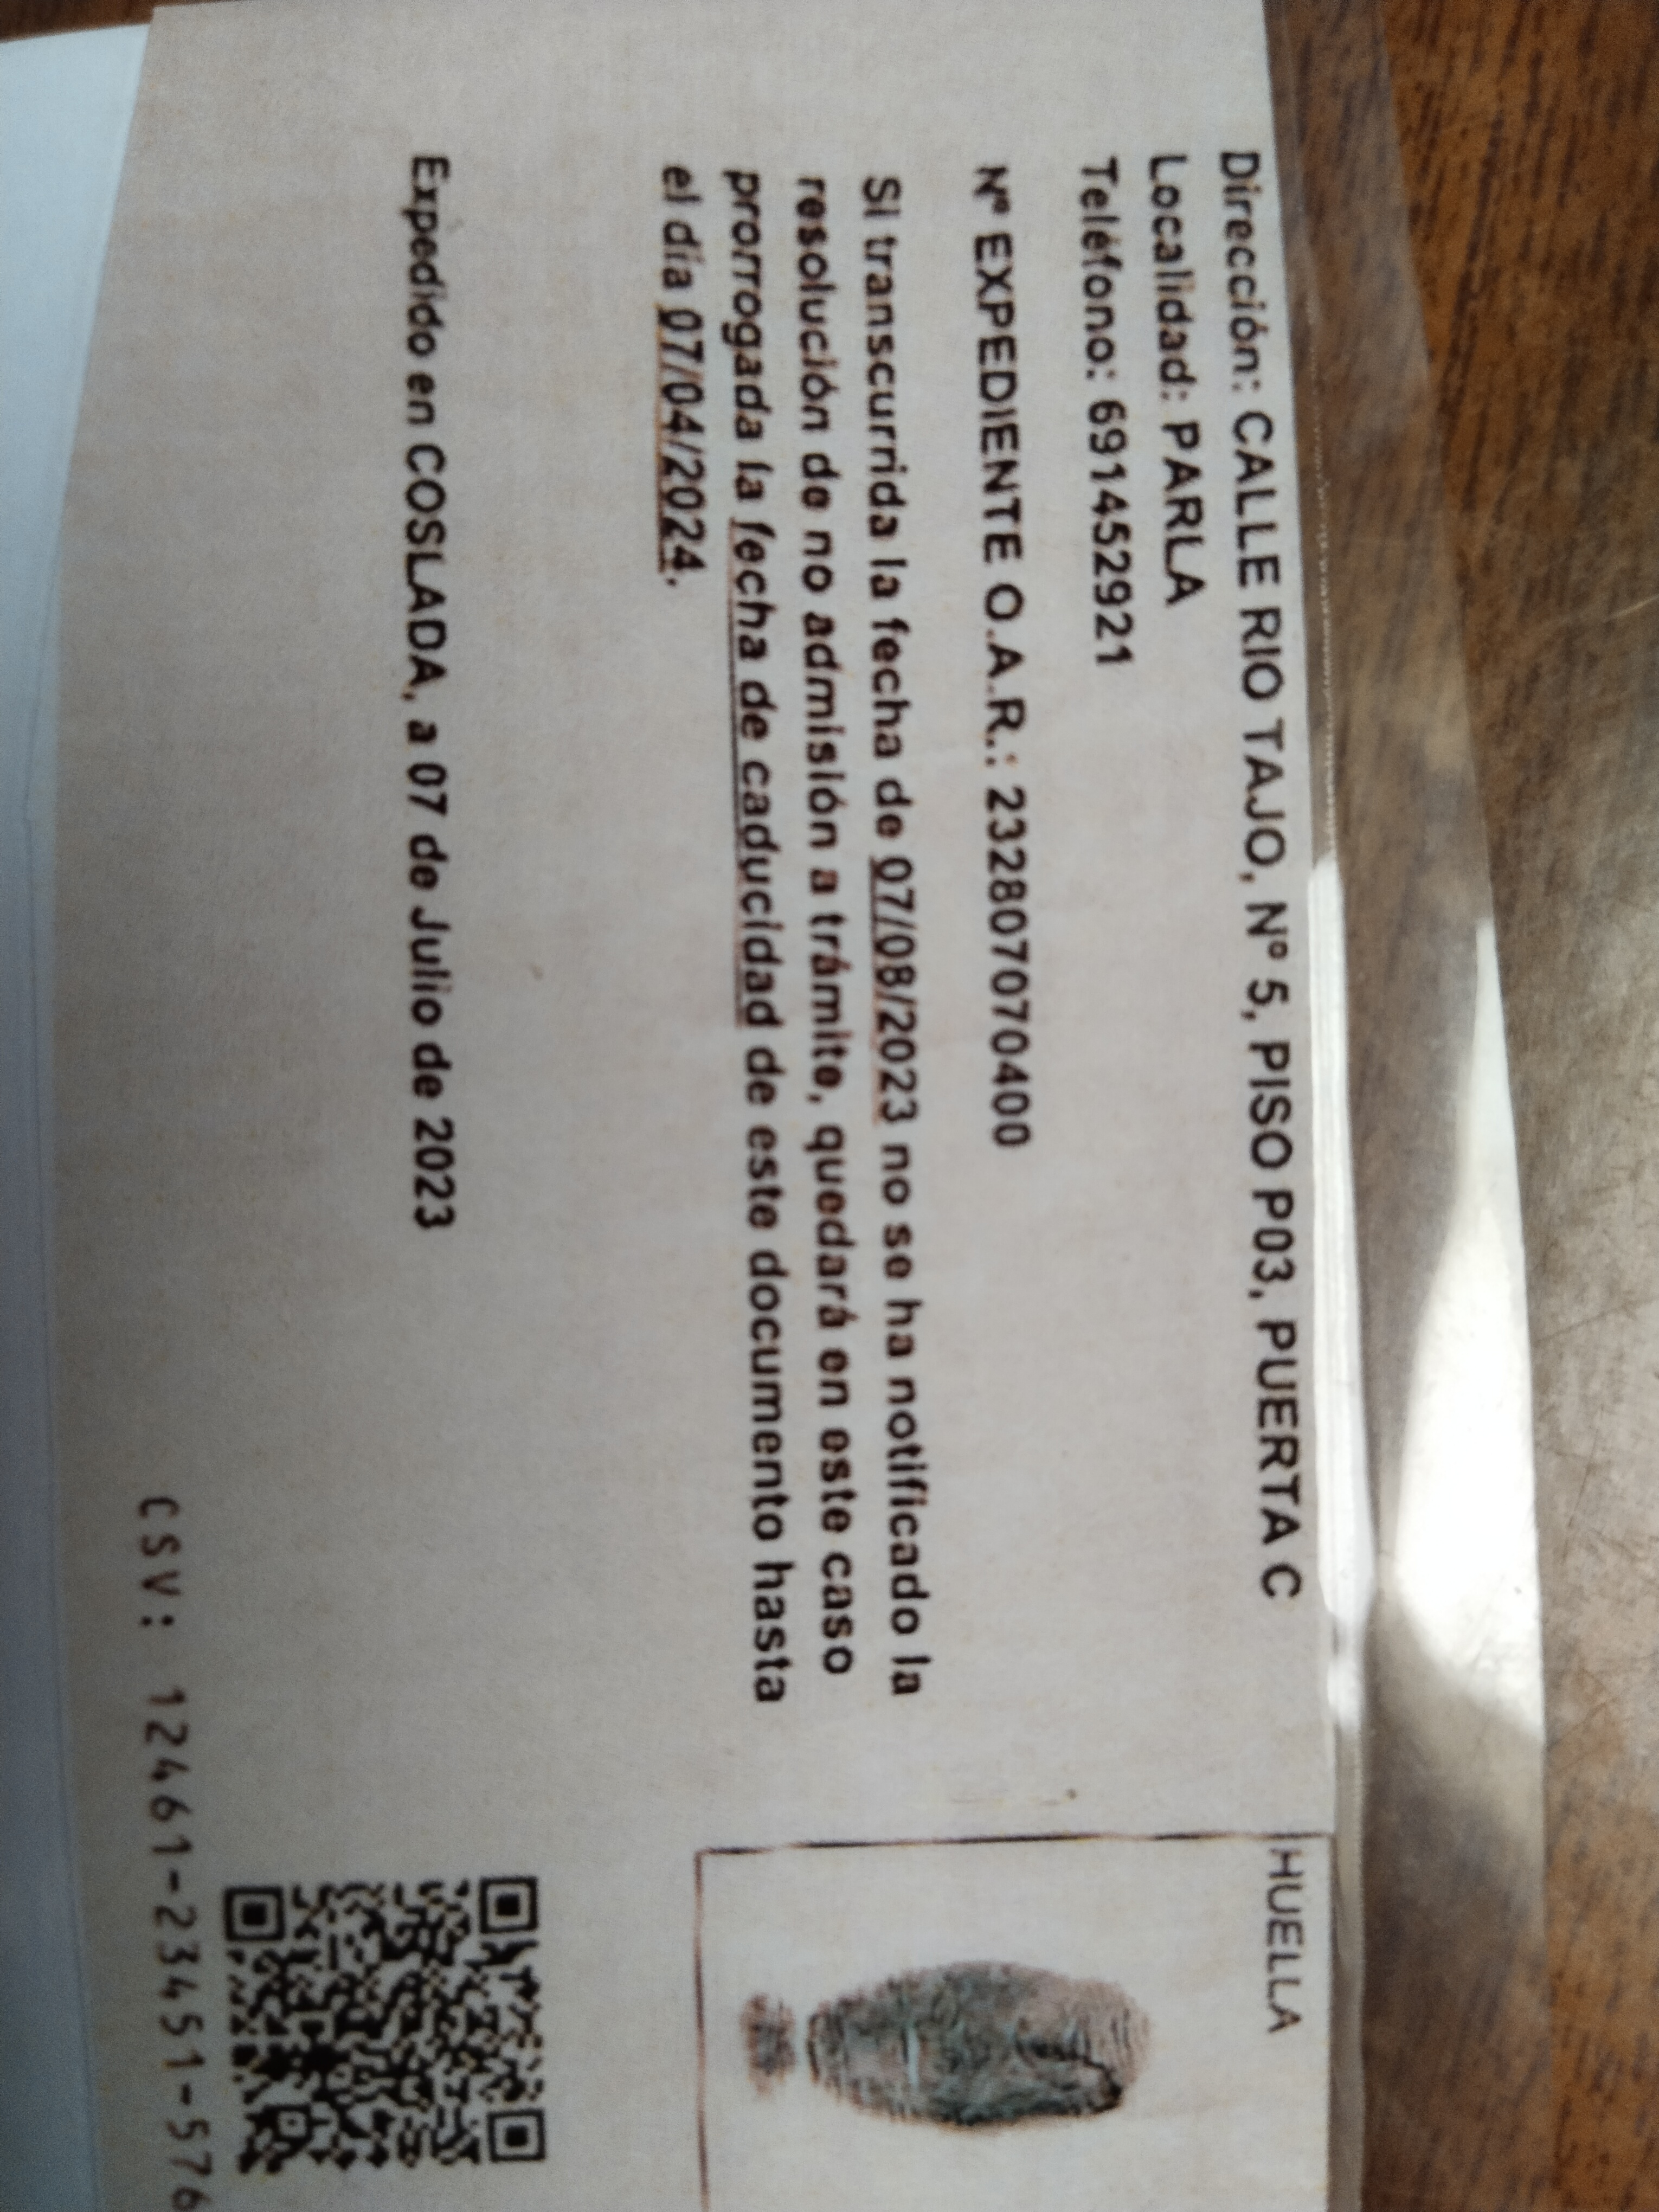 Dirección: CALLE RIO TAJO, Nº 5, PISO P03, PUERTA C
Localidad: PARLA
Teléfono: 691452921
Nº EXPEDIENTE O.A.R.: 232807070400
Si transcurrida la fecha de 07/08/2023 no se ha notificado la
resolución de no admisión a trámite, quedará en este caso
prorrogada la fecha de caducidad de este documento hasta
el día 07/04/2024.
Expedido en COSLADA, a 07 de Julio de 2023
HUELLA
CSV: 12461-23451-576